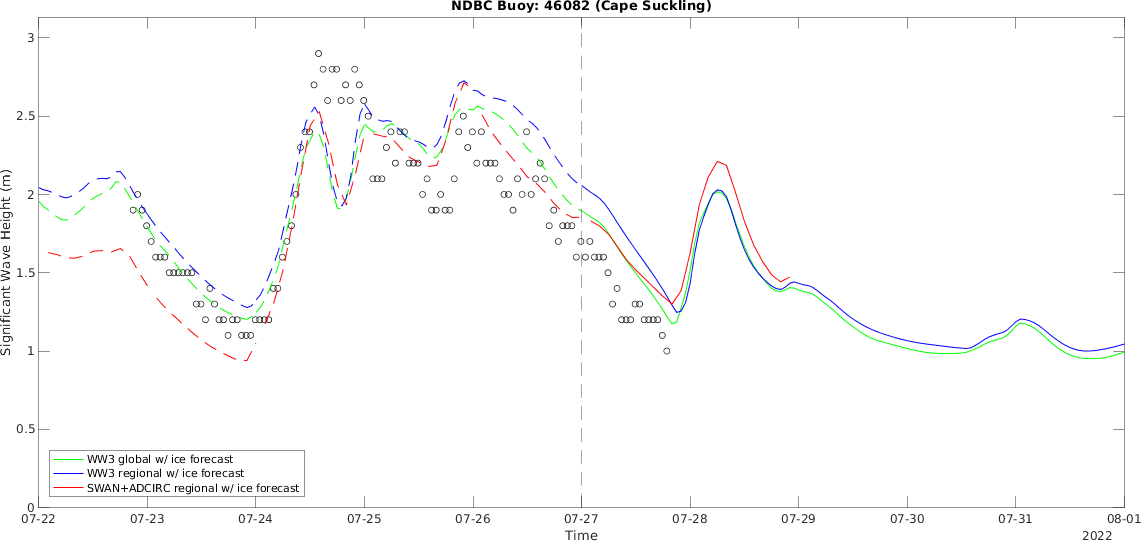 NDBC Buoy: 46082 (Cape Suckling)
Significant Wave Height (m)
3
2.5
2
1.5
1
0.5
0
WW3 global w/ ice forecast
WW3 regional w/ ice forecast
SWAN+ADCIRC regional w/ ice forecast
07-22 07-23 07-24 07-25 07-26 07-27 07-28 07-29 07-30 07-31 08-01
Time 2022